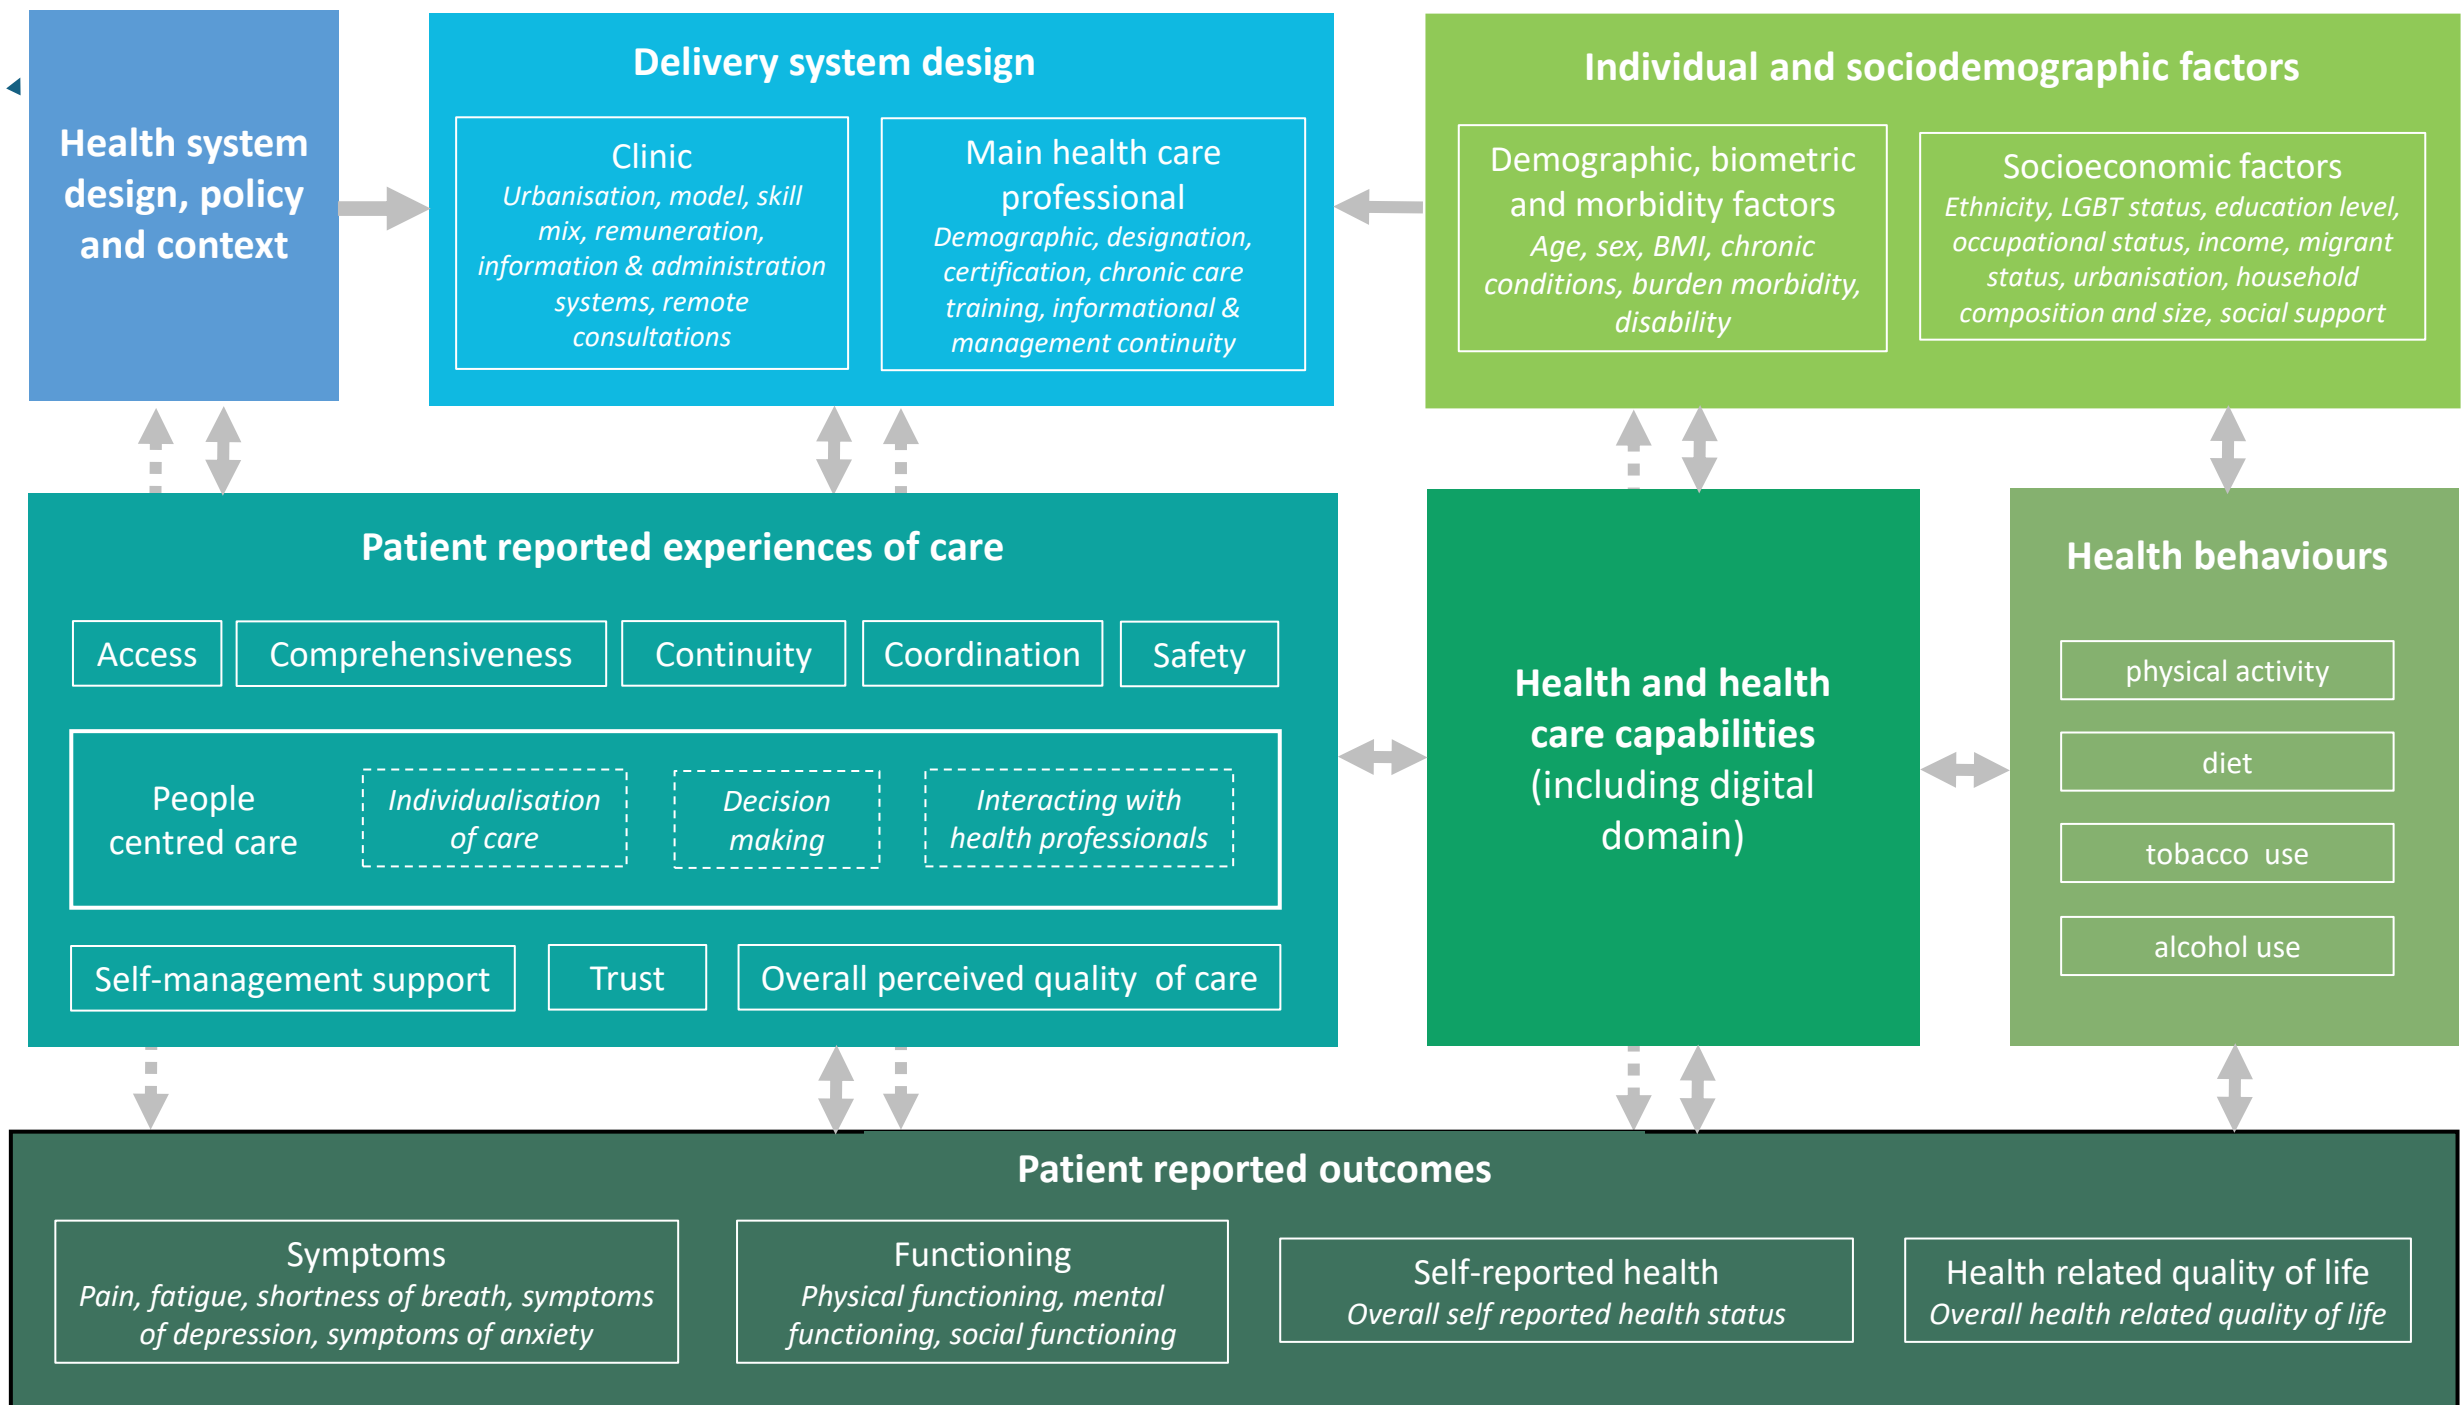 Health system
design, policy
and context
Delivery system design
Clinic
Urbanisation, model, skill
mix, remuneration,
information & administration
systems, remote
consultations
Main health care
professional
Demographic, designation,
certification, chronic care
training, informational &
management continuity
Individual and sociodemographic factors
Demographic, biometric
and morbidity factors
Age, sex, BMI, chronic
conditions, burden morbidity,
disability
Socioeconomic factors
Ethnicity, LGBT status, education level,
occupational status, income, migrant
status, urbanisation, household
composition and size, social support
Patient reported experiences of care
Access
Comprehensiveness
Continuity
Coordination
Safety
People
centred care
Individualisation
of care
Decision
making
Interacting with
health professionals
Self-management support
Trust
Overall perceived quality of care
Health and health
care capabilities
(including digital
domain)
Health behaviours
physical activity
diet
tobacco use
alcohol use
Patient reported outcomes
Symptoms
Pain, fatigue, shortness of breath, symptoms
of depression, symptoms of anxiety
Functioning
Physical functioning, mental
functioning, social functioning
Self-reported health
Overall self reported health status
Health related quality of life
Overall health related quality of life